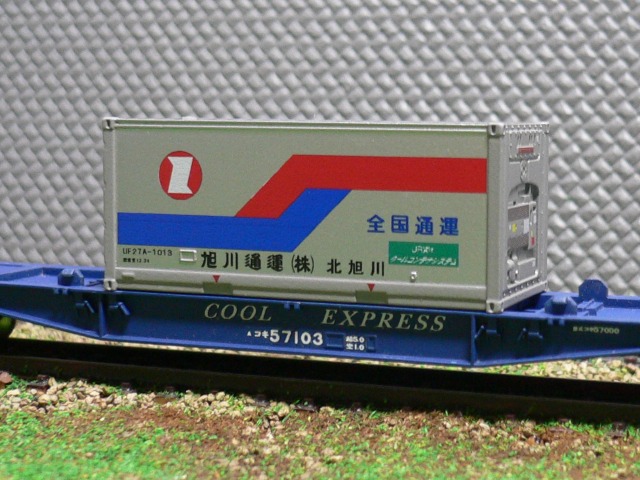 全国通運
UF27A-1013
旭川通運(株) 北旭川
COOL EXPRESS
コキ57103